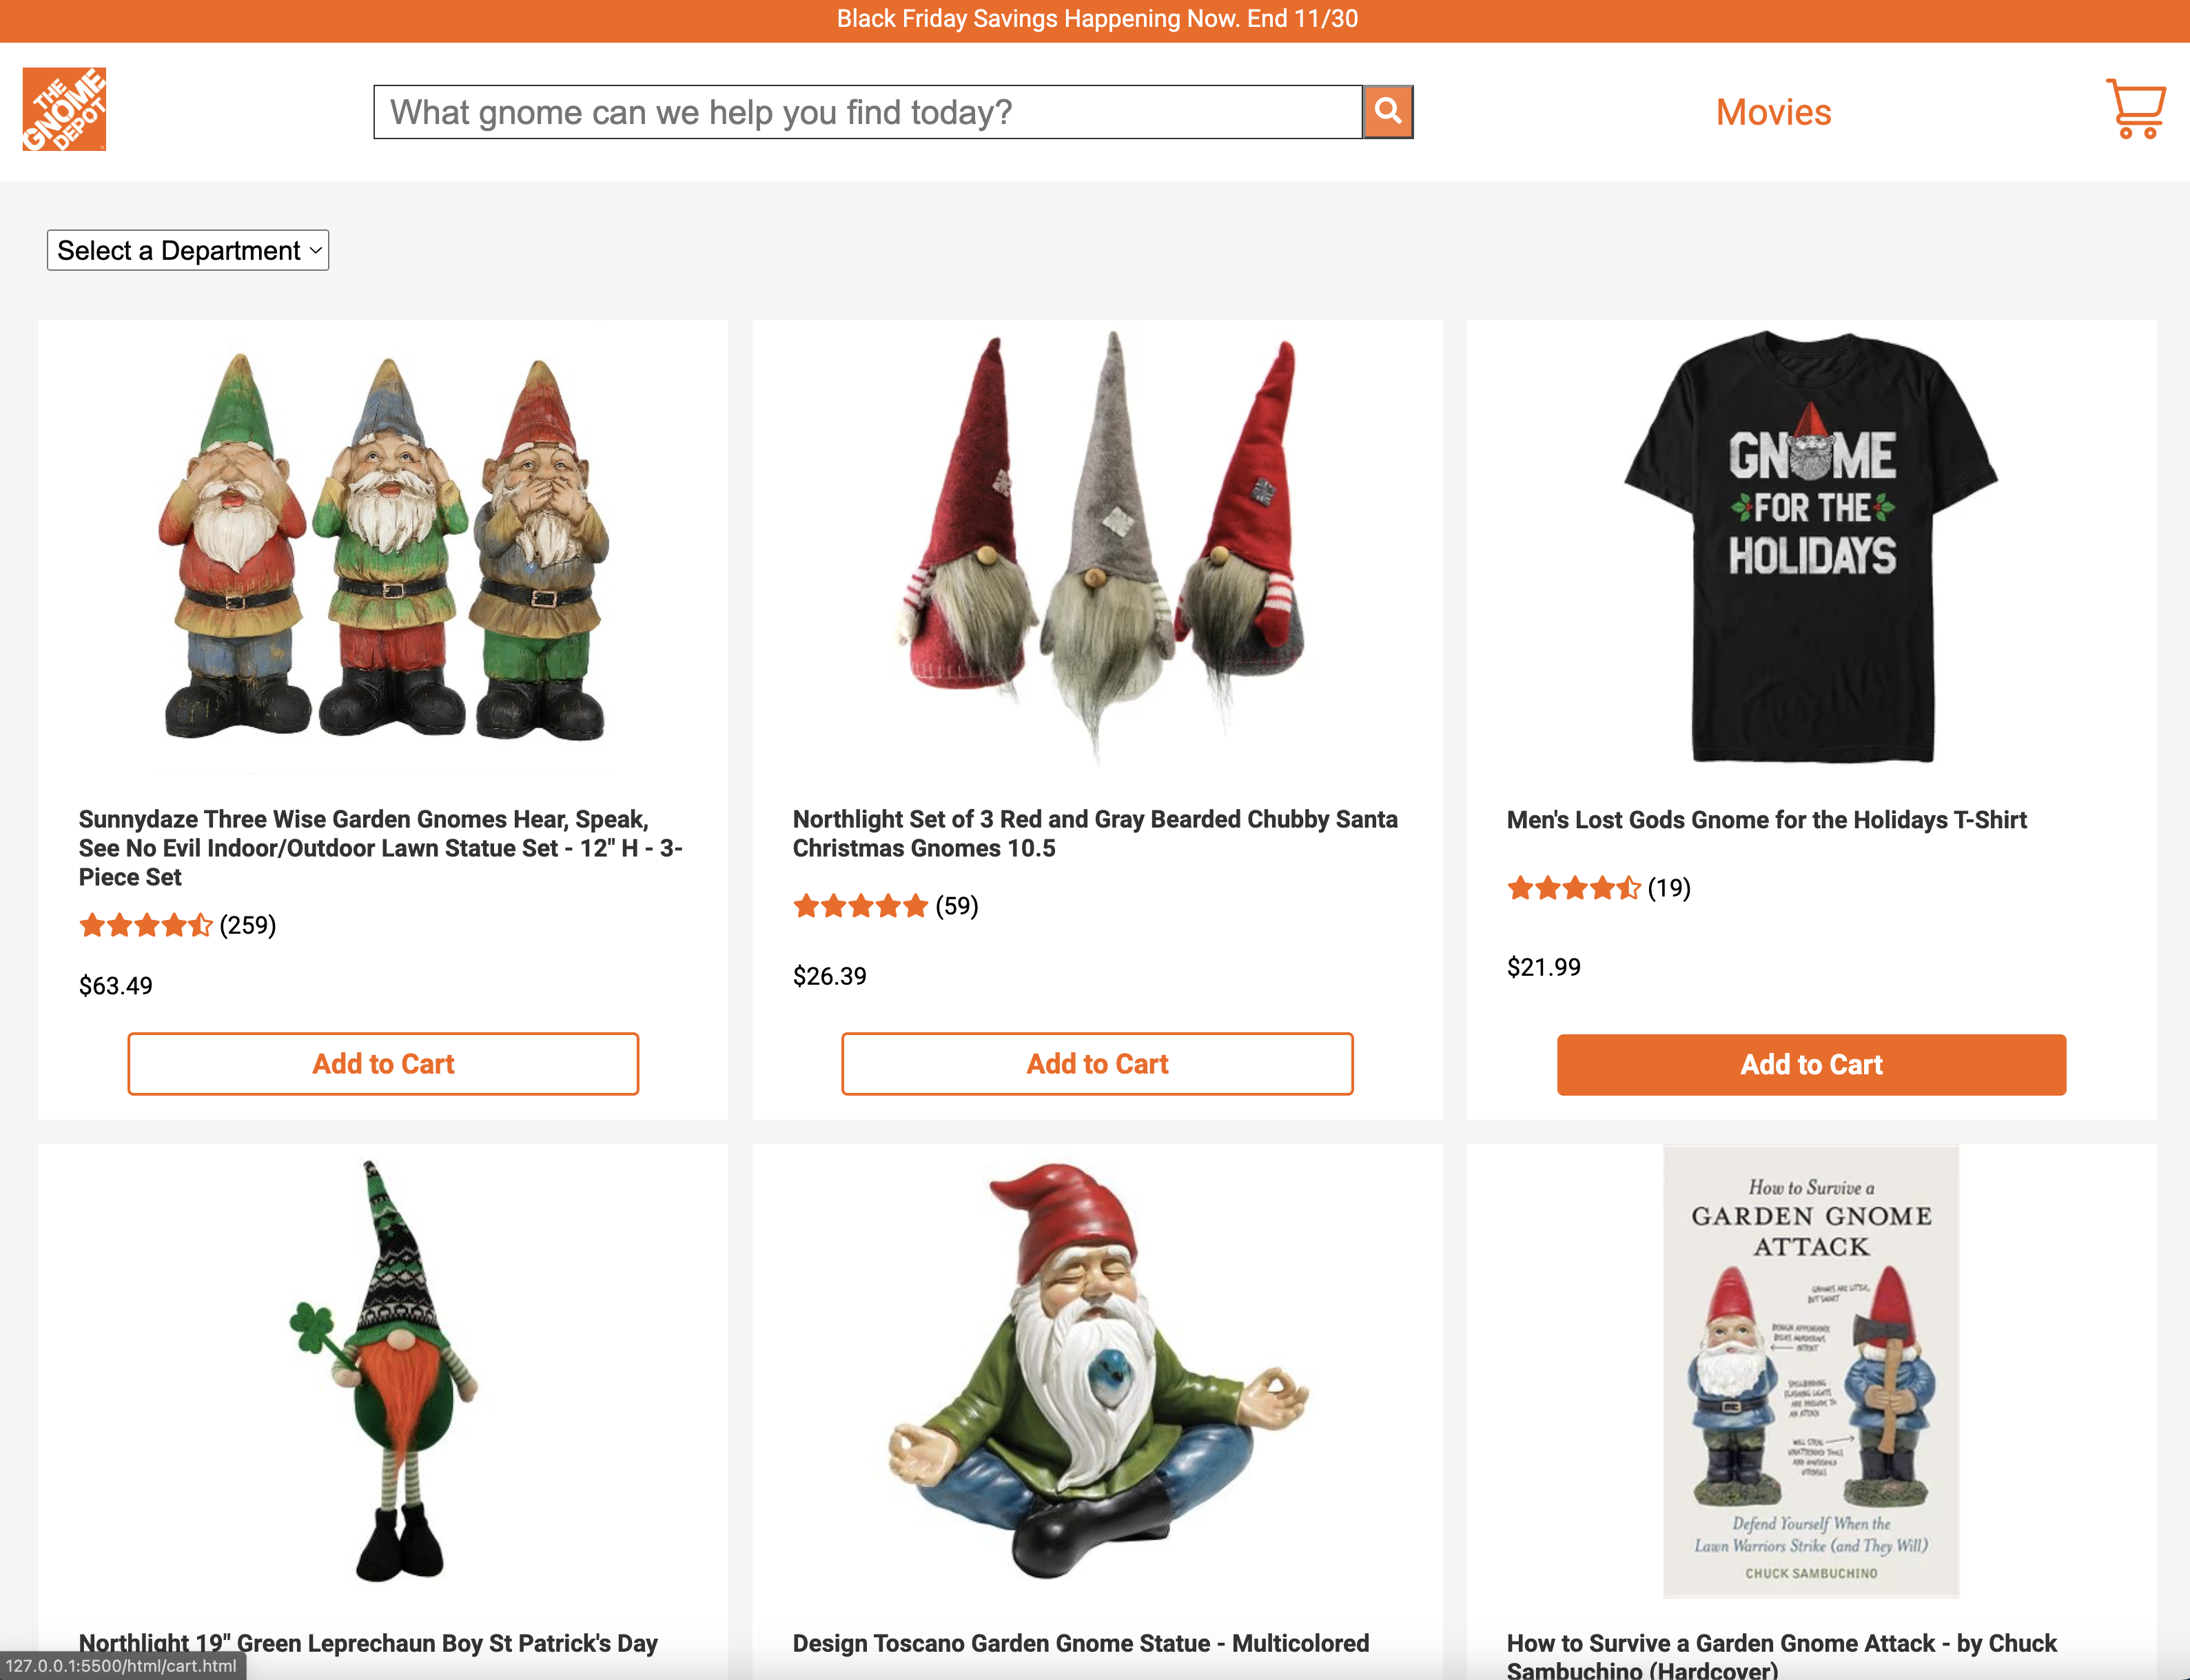 Black Friday Savings Happening Now. End 11/30
THE
GNOME
DEPOT
What gnome can we help you find today?
Movies
Select a Department
GNOME
FOR THE
HOLIDAYS
Sunnydaze Three Wise Garden Gnomes Hear, Speak,
See No Evil Indoor/Outdoor Lawn Statue Set - 12" H - 3-
Piece Set
(259)
$63.49
Add to Cart
Northlight Set of 3 Red and Gray Bearded Chubby Santa
Christmas Gnomes 10.5
(59)
$26.39
Add to Cart
Men's Lost Gods Gnome for the Holidays T-Shirt
(19)
$21.99
Add to Cart
How to Survive a
GARDEN GNOME
ATTACK
GNOMES ARE LITTLE,
BUT SMART
Defend Yourself When the
Lawn Warriors Strike (and They Will)
CHUCK SAMBUCHINO
Northlight 19" Green Leprechaun Boy St Patrick's Day
Design Toscano Garden Gnome Statue - Multicolored
How to Survive a Garden Gnome Attack - by Chuck
Sambuchino (Hardcover)
127.0.0.1:5500/html/cart.html